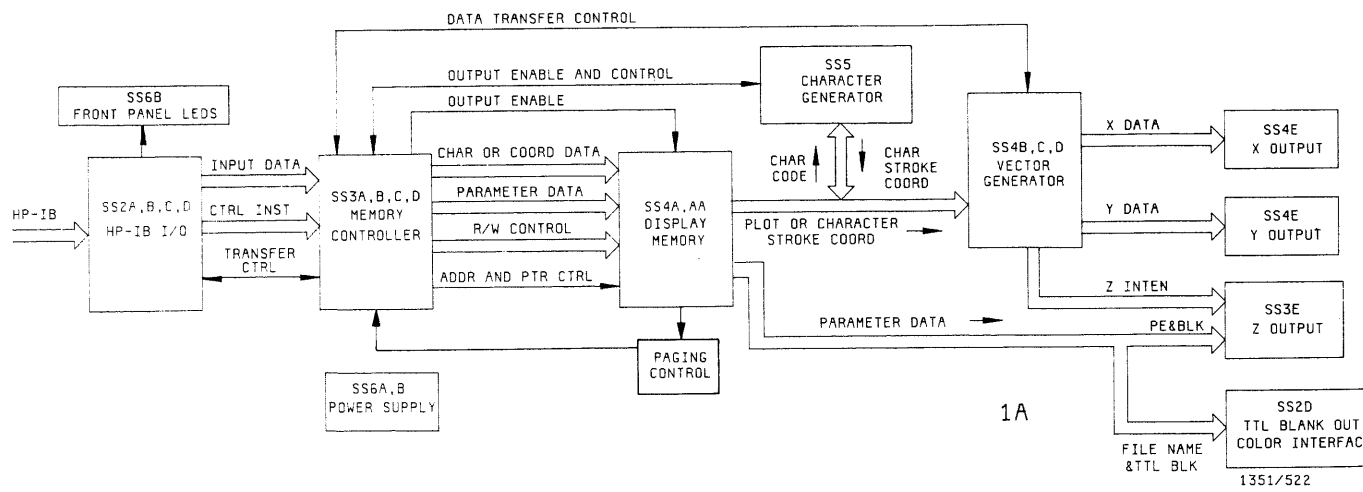 DATA TRANSFER CONTROL
OUTPUT ENABLE AND CONTROL
OUTPUT ENABLE
SS5
CHARACTER
GENERATOR
SS6B
FRONT PANEL LEDS
INPUT DATA
CTRL INST
TRANSFER
CTRL
HP-IB
SS2A,B,C,D
HP-IB I/O
SS3A,B,C,D
MEMORY
CONTROLLER
CHAR OR COORD DATA
PARAMETER DATA
R/W CONTROL
ADDR AND PTR CTRL
SS4A,AA
DISPLAY
MEMORY
CHAR
CODE
CHAR
STROKE
COORD
PLOT OR CHARACTER
STROKE COORD
SS4B,C,D
VECTOR
GENERATOR
X DATA
SS4E
X OUTPUT
Y DATA
SS4E
Y OUTPUT
Z INTEN
PARAMETER DATA
PE&BLK
SS3E
Z OUTPUT
PAGING
CONTROL
SS6A,B
POWER SUPPLY
1A
FILE NAME
&TTL BLK
SS2D
TTL BLANK OUT
COLOR INTERFAC
1351/522